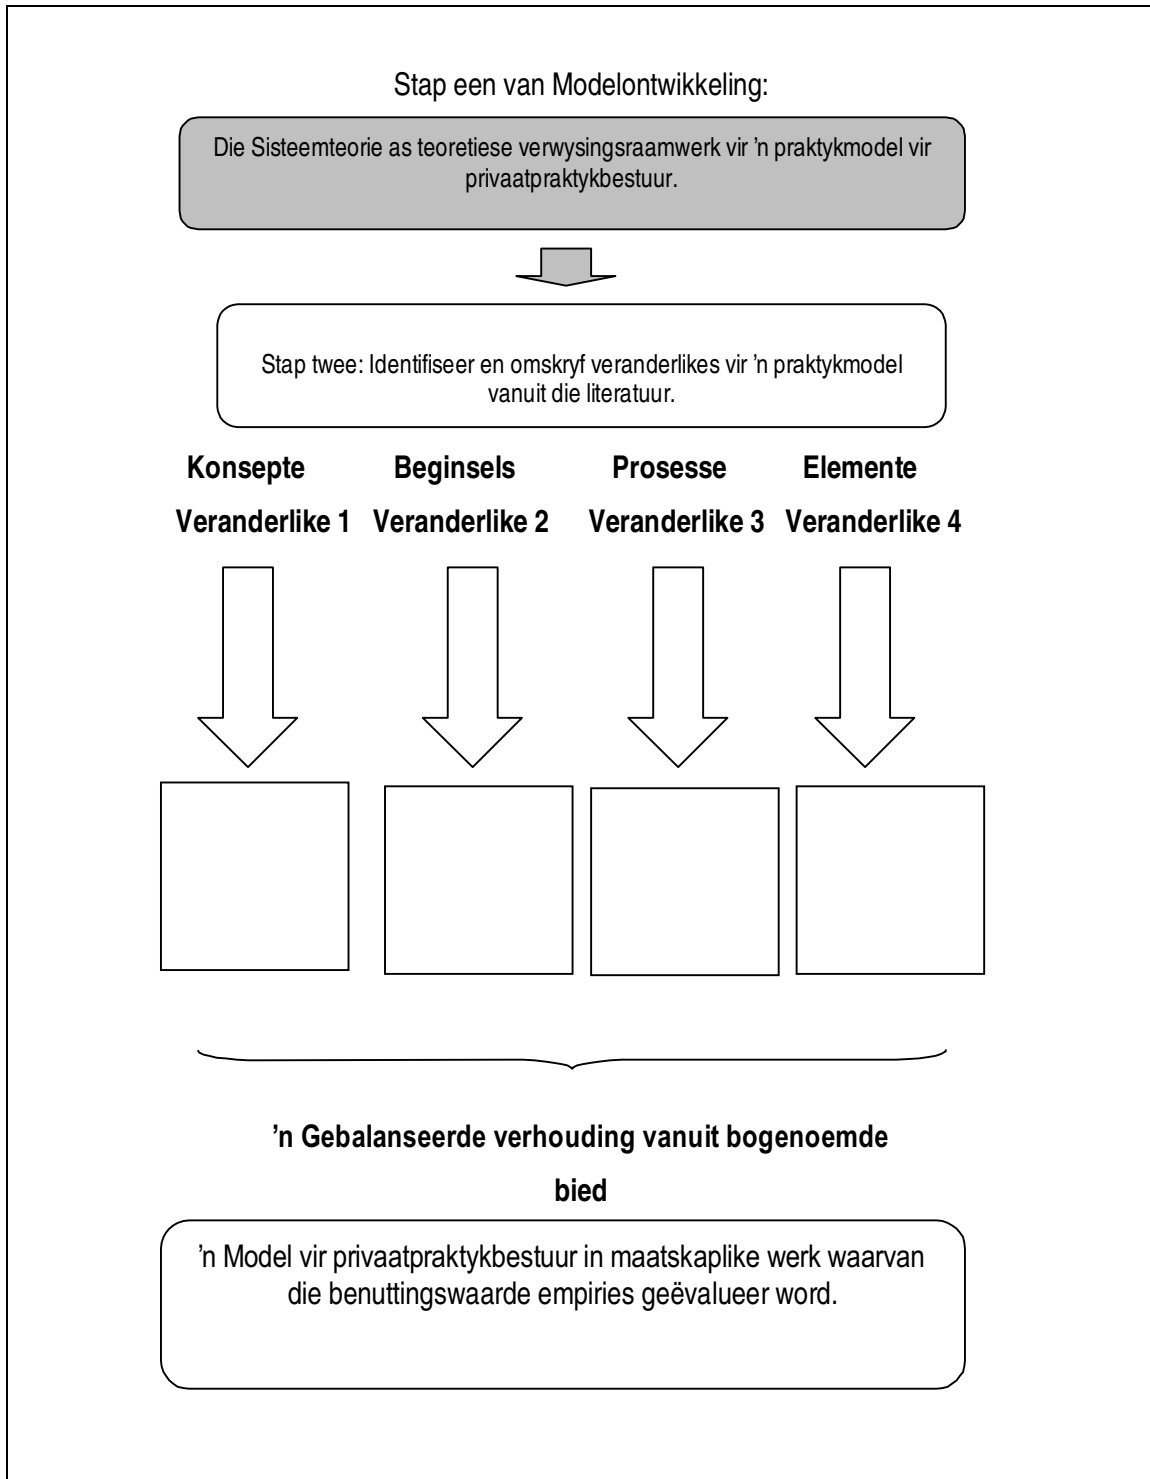 Stap een van Modelontwikkeling:
Die Sisteemteorie as teoretiese verwysingsraamwerk vir 'n praktykmodel vir
privaatpraktykbestuur.
Stap twee: Identifiseer en omskryf veranderlikes vir 'n praktykmodel
vanuit die literatuur.
Konsepte Beginsels Prosesse Elemente
Veranderlike 1 Veranderlike 2 Veranderlike 3 Veranderlike 4
'n Gebalanseerde verhouding vanuit bogenoemde
bied
'n Model vir privaatpraktykbestuur in maatskaplike werk waarvan
die benuttingswaarde empiries geëvalueer word.